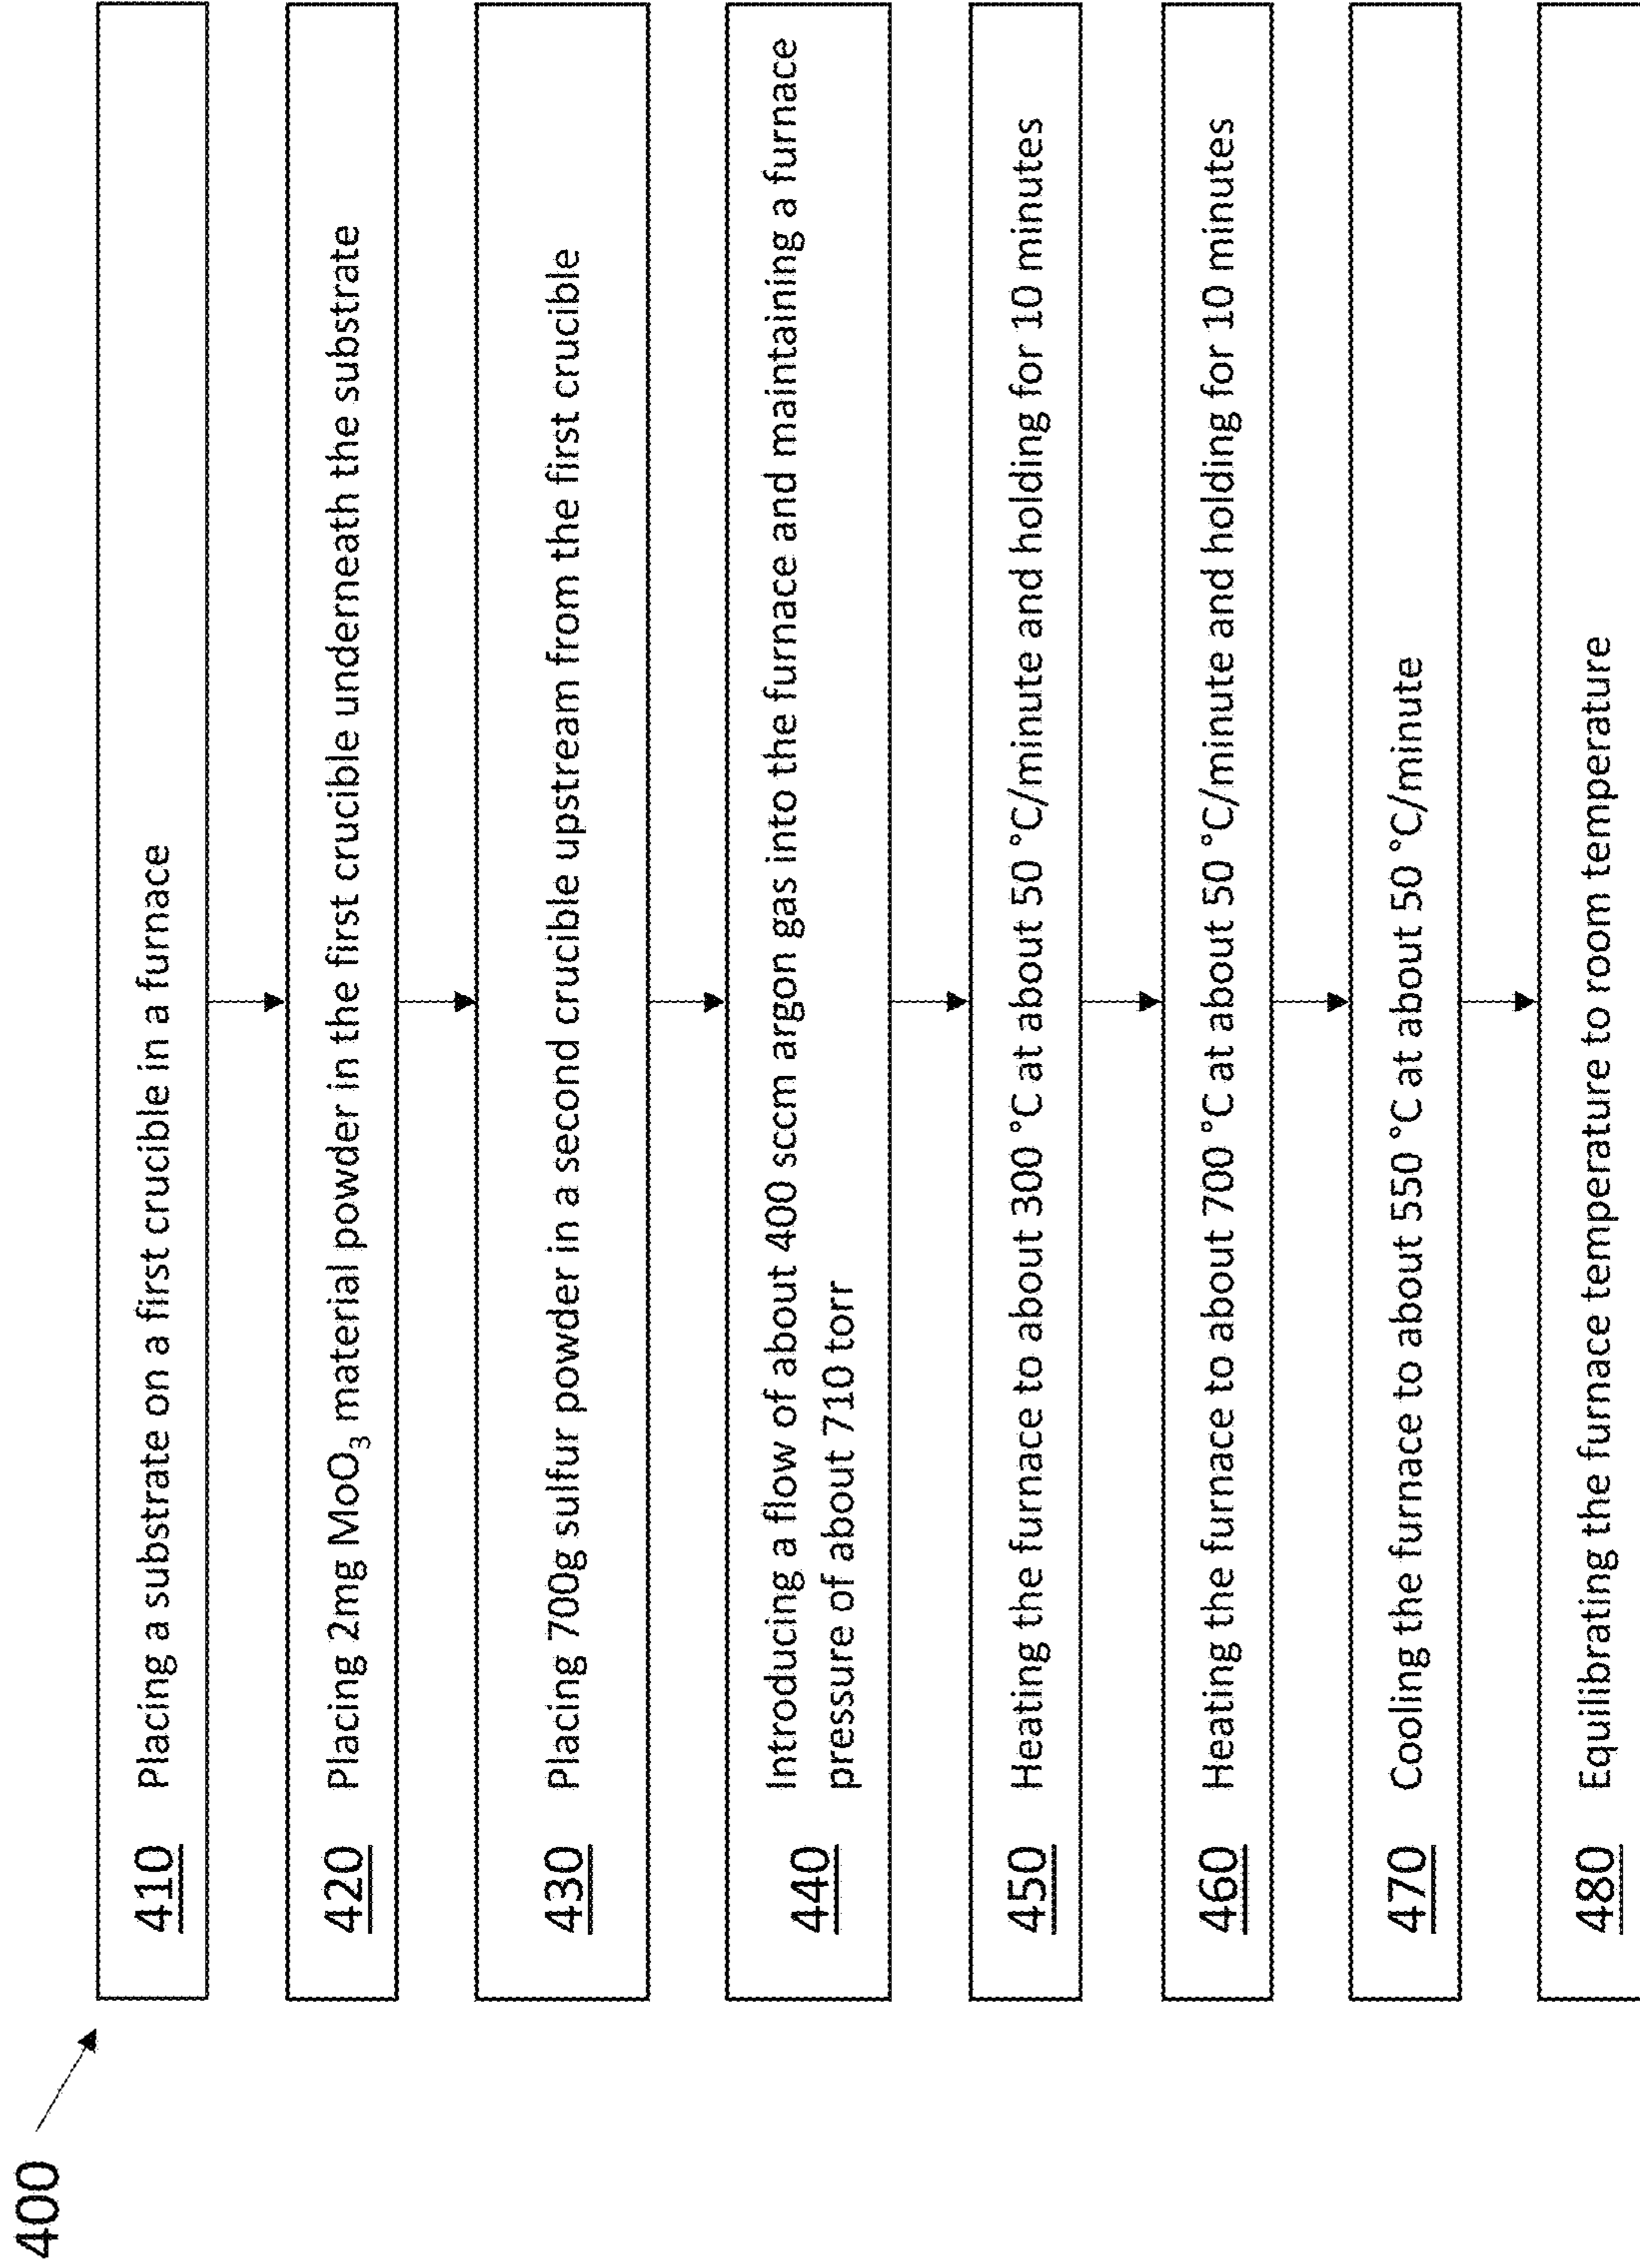 400
410 Placing a substrate on a first crucible in a furnace
420 Placing 2mg MoO₃ material powder in the first crucible underneath the substrate
430 Placing 700g sulfur powder in a second crucible upstream from the first crucible
440 Introducing a flow of about 400 sccm argon gas into the furnace and maintaining a furnace
pressure of about 710 torr
450 Heating the furnace to about 300 °C at about 50 °C/minute and holding for 10 minutes
460 Heating the furnace to about 700 °C at about 50 °C/minute and holding for 10 minutes
470 Cooling the furnace to about 550 °C at about 50 °C/minute
480 Equilibrating the furnace temperature to room temperature